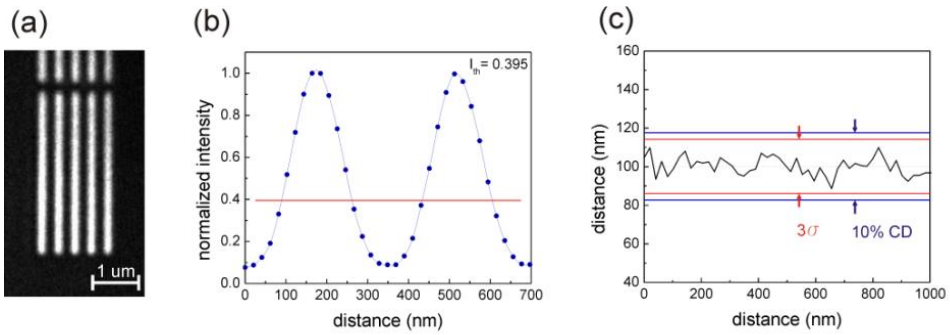 (a)
1 um
(b)
I_th= 0.395
normalized intensity
1.0
0.8
0.6
0.4
0.2
0.0
0 100 200 300 400 500 600 700
distance (nm)
(c)
distance (nm)
160
140
120
100
80
60
40
3σ
10% CD
0 200 400 600 800 1000
distance (nm)